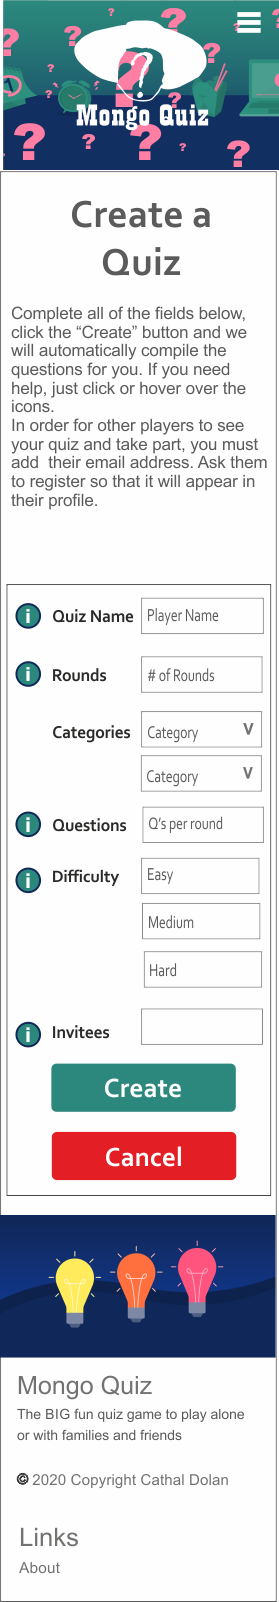 Mongo Quiz
Create a
Quiz
Complete all of the fields below,
click the “Create” button and we
will automatically compile the
questions for you. If you need
help, just click or hover over the
icons.
In order for other players to see
your quiz and take part, you must
add  their email address. Ask them
to register so that it will appear in
their profile.
i Quiz Name Player Name
i Rounds # of Rounds
Categories Category V
Category V
i Questions Q's per round
i Difficulty Easy
Medium
Hard
i Invitees
Create
Cancel
Mongo Quiz
The BIG fun quiz game to play alone
or with families and friends
© 2020 Copyright Cathal Dolan
Links
About